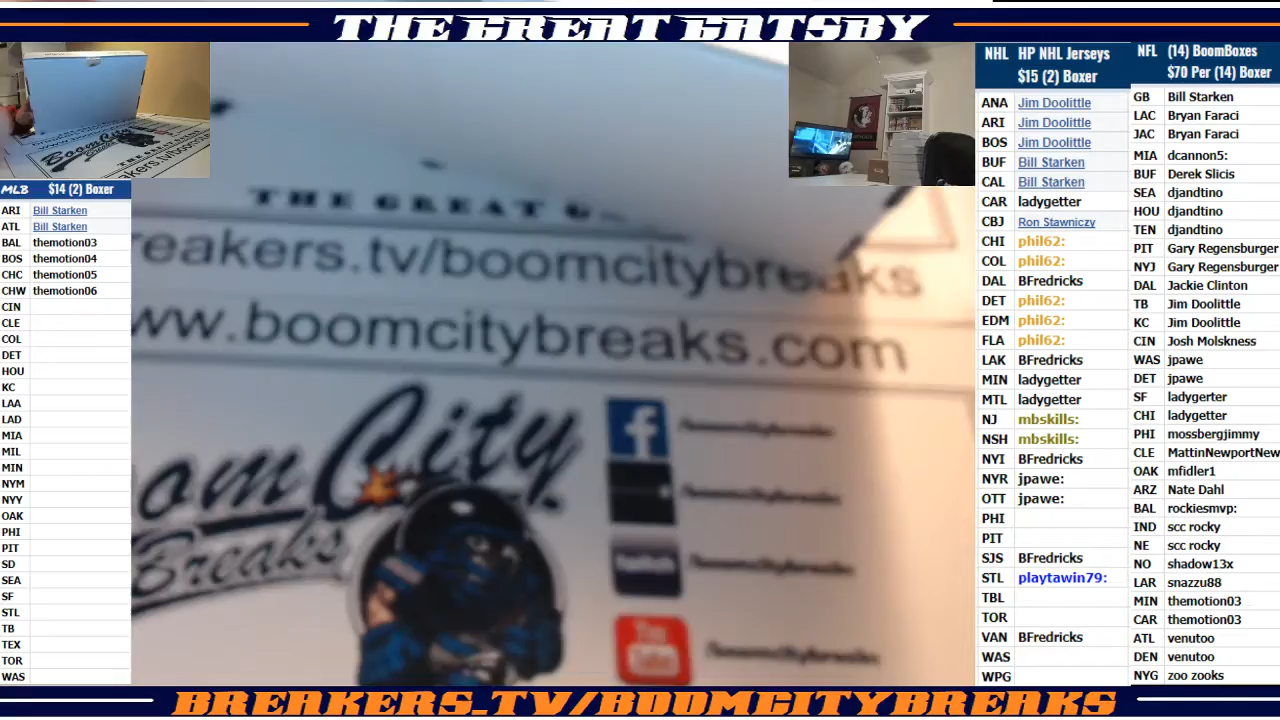 THE GREAT GATSBY
MLB $14 (2) Boxer
ARI Bill Starken
ATL Bill Starken
BAL themotion03
BOS themotion04
CHC themotion05
CHW themotion06
CIN
CLE
COL
DET
HOU
KC
LAA
LAD
MIA
MIL
MIN
NYM
NYY
OAK
PHI
PIT
SD
SEA
SF
STL
TB
TEX
TOR
WAS
THE GREAT
reakers.tv/boomcitybreaks
ww.boomcitybreaks.com
Boom City
Breaks
You
Tube
NHL HP NHL Jerseys
$15 (2) Boxer
ANA Jim Doolittle
ARI Jim Doolittle
BOS Jim Doolittle
BUF Bill Starken
CAL Bill Starken
CAR ladygetter
CBJ Ron Stawniczy
CHI phil62:
COL phil62:
DAL BFredricks
DET phil62:
EDM phil62:
FLA phil62:
LAK BFredricks
MIN ladygetter
MTL ladygetter
NJ mbskills:
NSH mbskills:
NYI BFredricks
NYR jpawe:
OTT jpawe:
PHI
PIT
SJS BFredricks
STL playtawin79:
TBL
TOR
VAN BFredricks
WAS
WPG
NFL (14) BoomBoxes
$70 Per (14) Boxer
GB Bill Starken
LAC Bryan Faraci
JAC Bryan Faraci
MIA dcannon5:
BUF Derek Slicis
SEA djandtino
HOU djandtino
TEN djandtino
PIT Gary Regensburger
NYJ Gary Regensburger
DAL Jackie Clinton
TB Jim Doolittle
KC Jim Doolittle
CIN Josh Molskness
WAS jpawe
DET jpawe
SF ladygerter
CHI ladygetter
PHI mossbergjimmy
CLE MattinNewportNew
OAK mfidler1
ARZ Nate Dahl
BAL rockiesmvp:
IND scc rocky
NE scc rocky
NO shadow13x
LAR snazzu88
MIN themotion03
CAR themotion03
ATL venutoo
DEN venutoo
NYG zoo zooks
BREAKERS.TV/BOOMCITYBREAKS